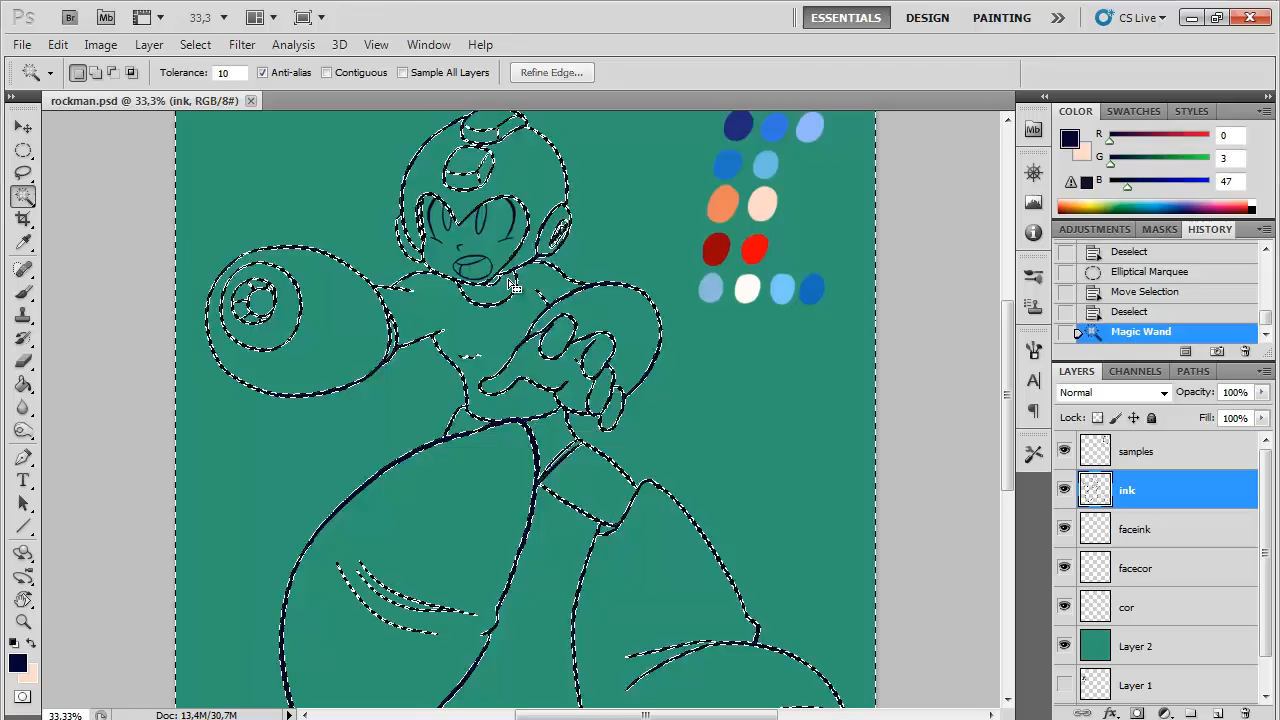 Ps Br Mb 33,3 ESSENTIALS DESIGN PAINTING CS Live
File Edit Image Layer Select Filter Analysis 3D View Window Help
Tolerance: 10 Anti-alias Contiguous Sample All Layers Refine Edge...
rockman.psd @ 33,3% (ink, RGB/8#)
COLOR SWATCHES STYLES
R 0
G 3
B 47
ADJUSTMENTS MASKS HISTORY
Deselect
Elliptical Marquee
Move Selection
Deselect
Magic Wand
LAYERS CHANNELS PATHS
Normal Opacity: 100%
Lock: Fill: 100%
samples
ink
faceink
facecor
cor
Layer 2
Layer 1
33,33% Doc: 13,4M/30,7M